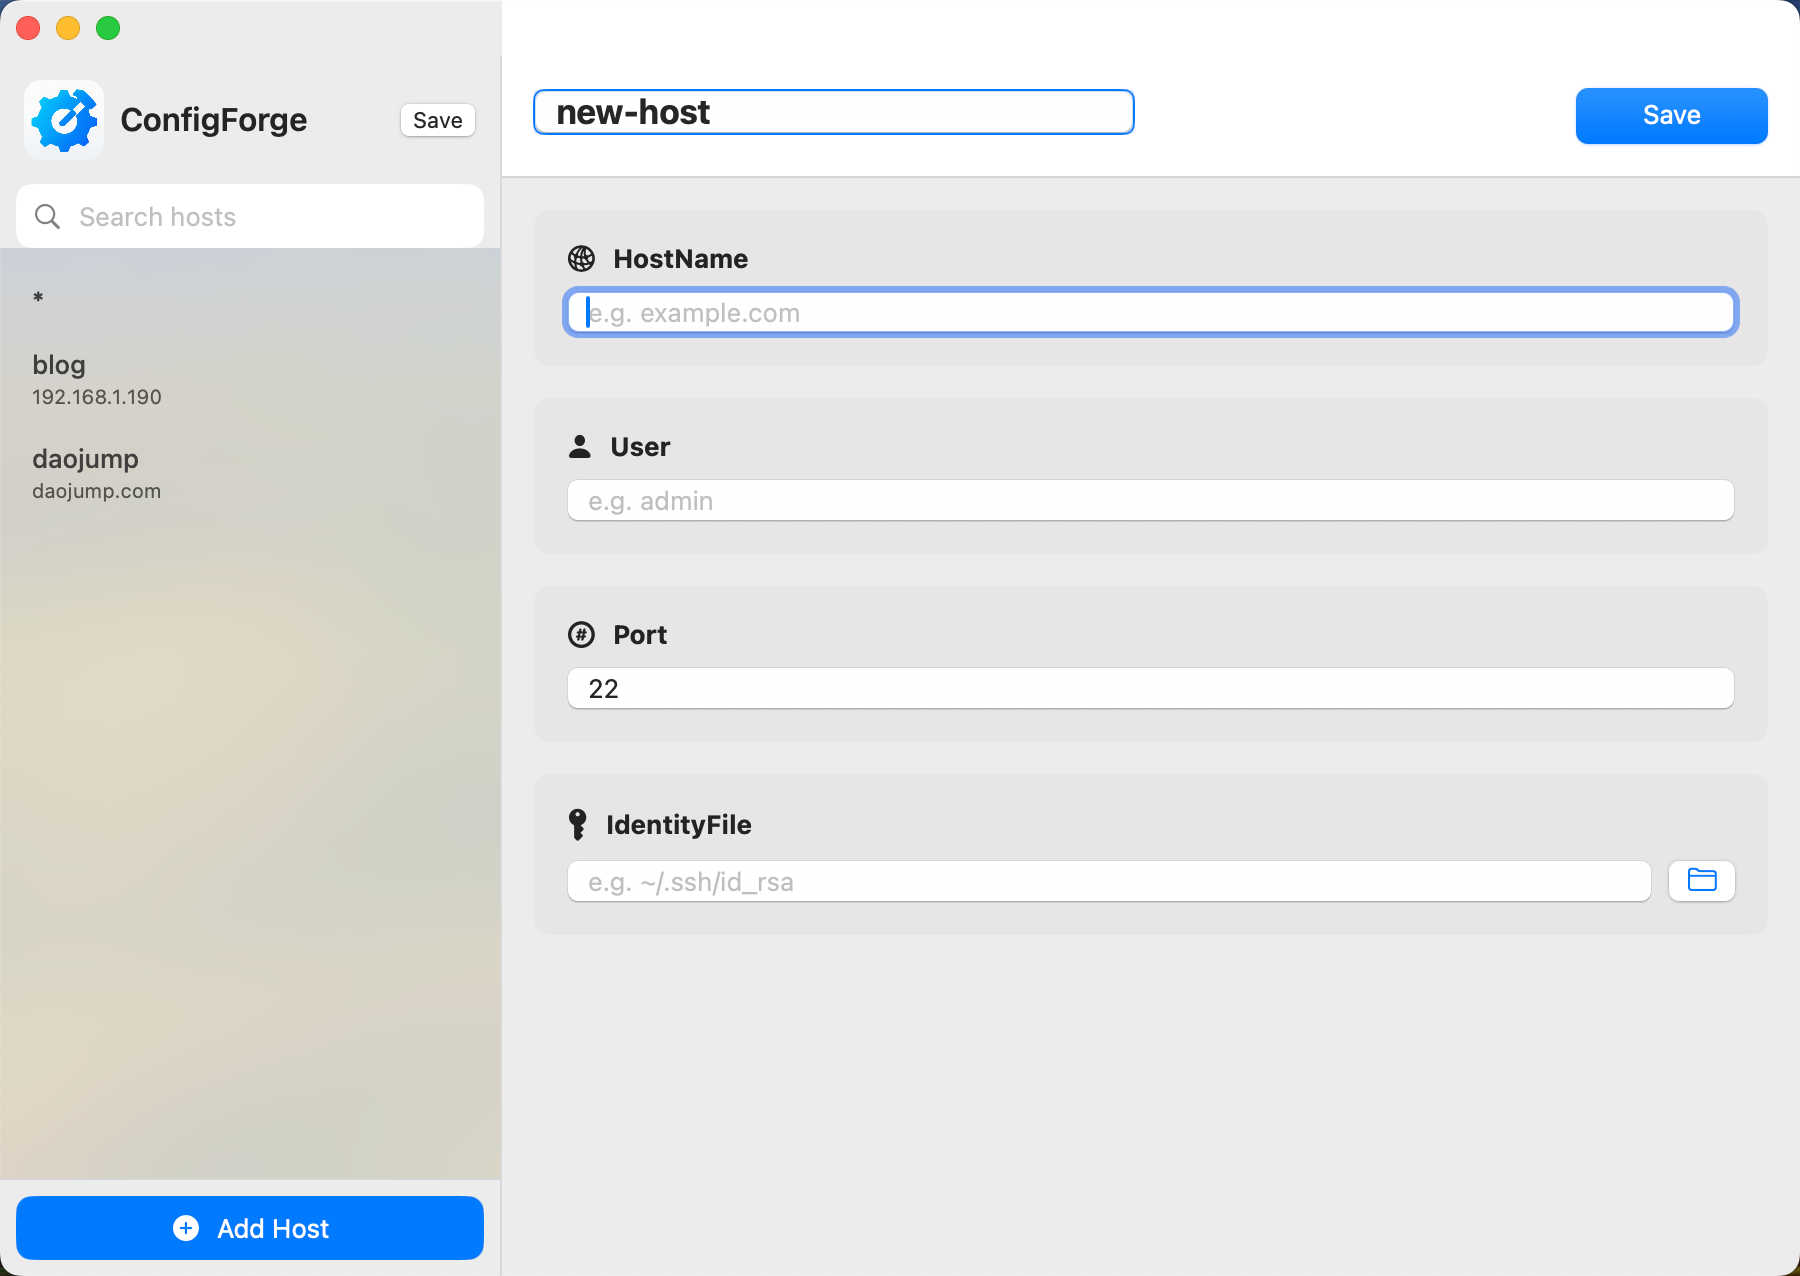 ConfigForge
Save
Search hosts
*
blog
192.168.1.190
daojump
daojump.com
Add Host
new-host
Save
HostName
e.g. example.com
User
e.g. admin
# Port
22
IdentityFile
e.g. ~/.ssh/id_rsa